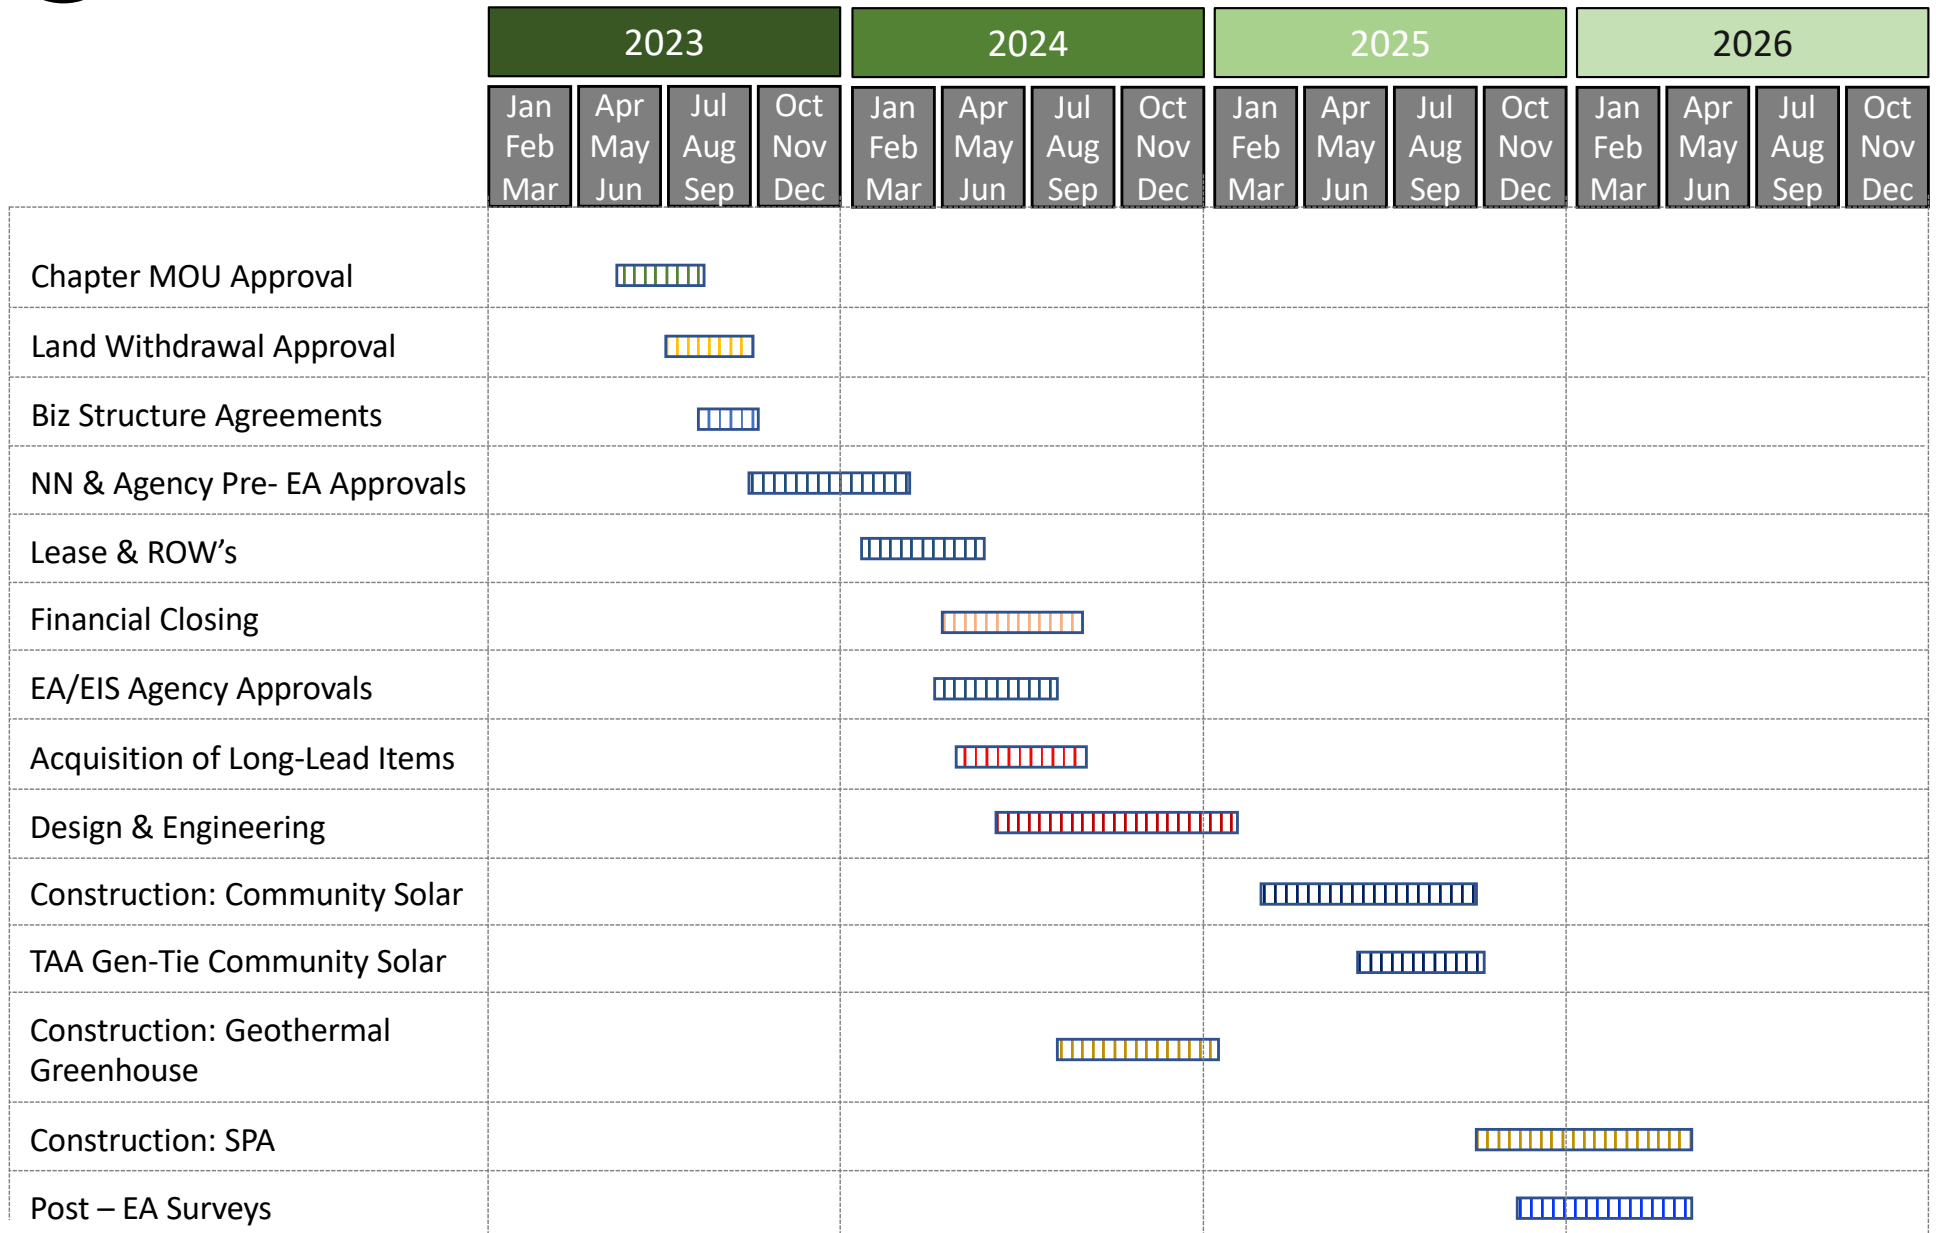 2023 2024 2025 2026
Jan Apr Jul Oct Jan Apr Jul Oct Jan Apr Jul Oct Jan Apr Jul Oct
Feb May Aug Nov Feb May Aug Nov Feb May Aug Nov Feb May Aug Nov
Mar Jun Sep Dec Mar Jun Sep Dec Mar Jun Sep Dec Mar Jun Sep Dec
Chapter MOU Approval
Land Withdrawal Approval
Biz Structure Agreements
NN & Agency Pre- EA Approvals
Lease & ROW’s
Financial Closing
EA/EIS Agency Approvals
Acquisition of Long-Lead Items
Design & Engineering
Construction: Community Solar
TAA Gen-Tie Community Solar
Construction: Geothermal
Greenhouse
Construction: SPA
Post – EA Surveys